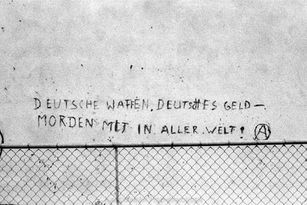 DEUTSCHE WAFFEN, DEUTSCHES GELD –
MORDEN MIT IN ALLER WELT! Ⓐ